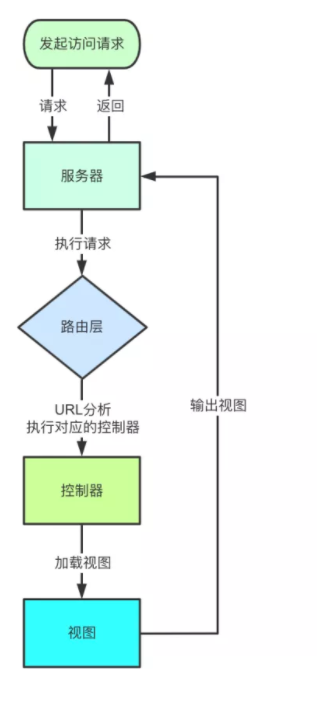 发起访问请求
请求
返回
服务器
执行请求
路由层
URL分析
执行对应的控制器
输出视图
控制器
加载视图
视图